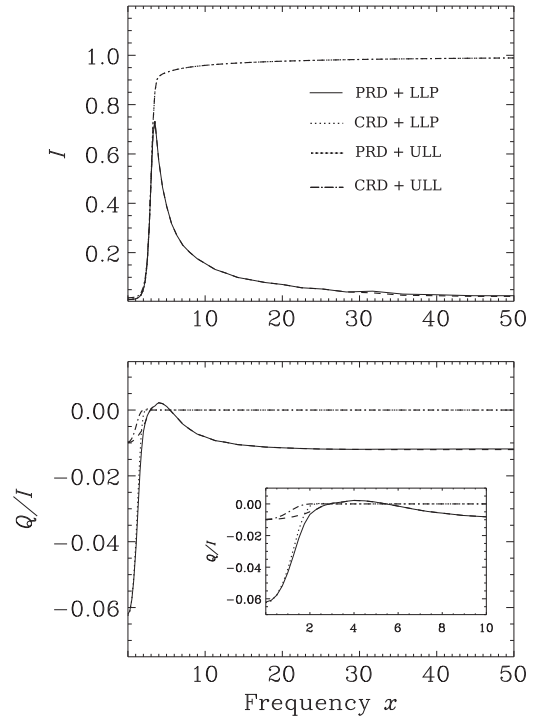 I
1.0
0.8
0.6
0.4
0.2
PRD + LLP
CRD + LLP
PRD + ULL
CRD + ULL
10 20 30 40 50
Q/I
0.00
−0.02
−0.04
−0.06
Q/I
0.00
−0.02
−0.04
−0.06
2 4 6 8 10
10 20 30 40 50
Frequency x